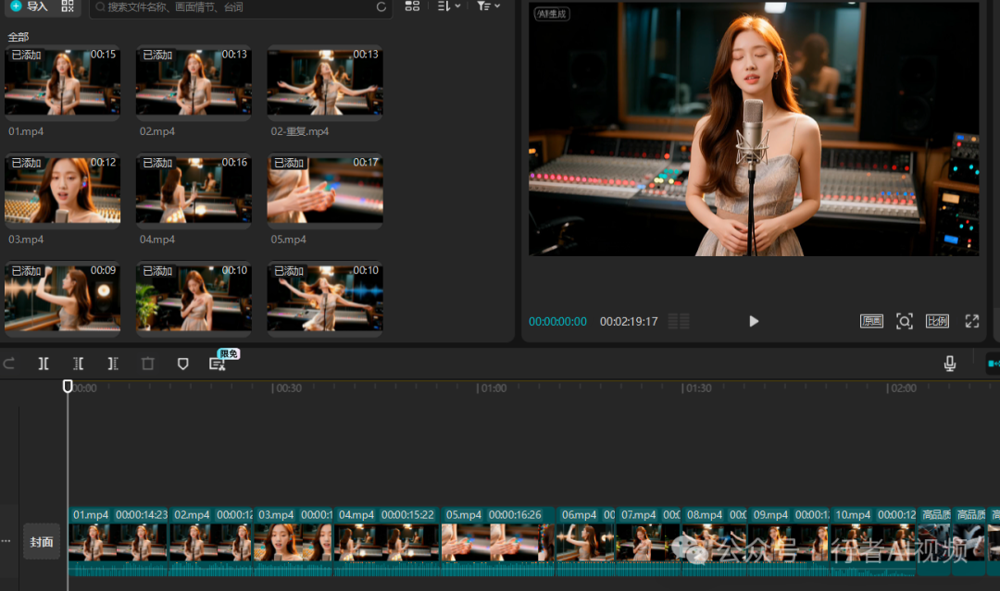 导入
搜索文件名称、画面情节、台词
全部
已添加 00:15
已添加 00:13
已添加 00:13
01.mp4
02.mp4
02-重复.mp4
已添加 00:12
已添加 00:16
已添加 00:17
03.mp4
04.mp4
05.mp4
已添加 00:09
已添加 00:10
已添加 00:10
AI生成
00:00:00:00 00:02:19:17
原画
比例
限免
00:00 00:30 01:00 01:30 02:00
01.mp4 00:00:14:23 02.mp4 00:00:12 03.mp4 00:00:1 04.mp4 00:00:15:22 05.mp4 00:00:16:26 06.mp4 00 07.mp4 00:0 08.mp4 00:0 09.mp4 00:00:1 10.mp4 00:00:12 高品质 高品质 高
封面
公众号 · 行者AI视频